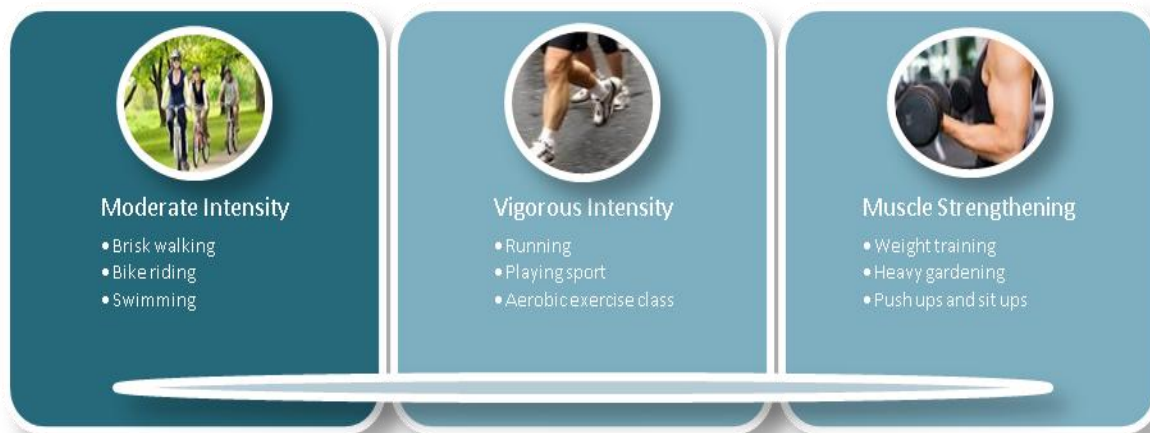 Moderate Intensity
• Brisk walking
• Bike riding
• Swimming
Vigorous Intensity
• Running
• Playing sport
• Aerobic exercise class
Muscle Strengthening
• Weight training
• Heavy gardening
• Push ups and sit ups